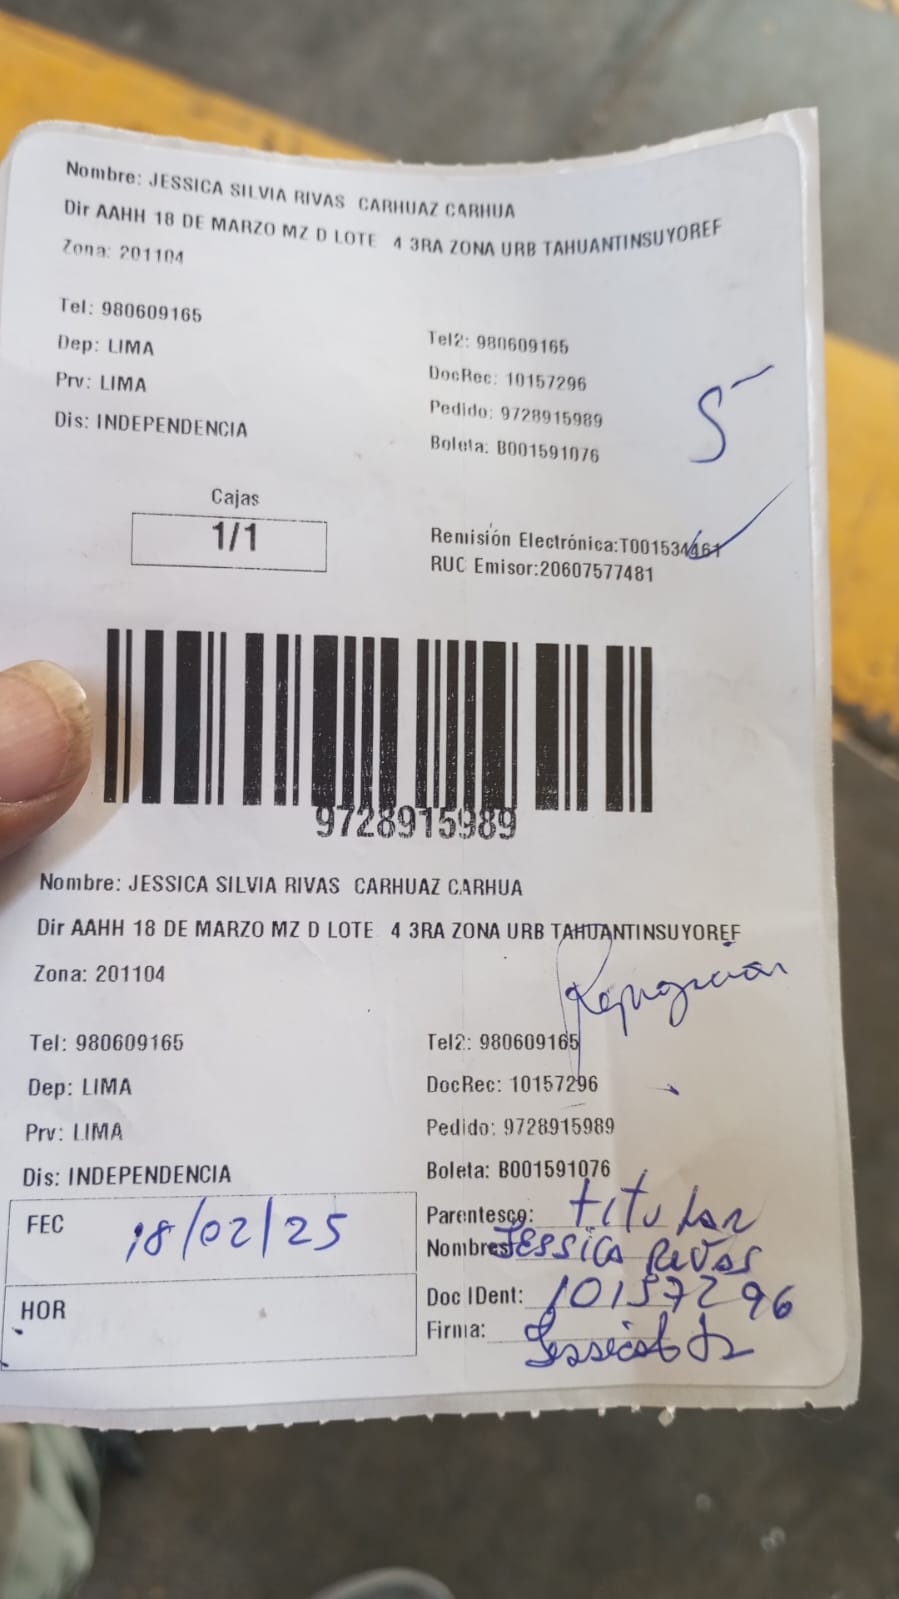 Nombre: JESSICA SILVIA RIVAS CARHUAZ CARHUA
Dir AAHH 18 DE MARZO MZ D LOTE 4 3RA ZONA URB TAHUANTINSUYOREF
Zona: 201104
Tel: 980609165
Tel2: 980609165
Dep: LIMA
DocRec: 10157296
Prv: LIMA
Pedido: 9728915989
Dis: INDEPENDENCIA
Boleta: B001591076
5
Cajas
1/1
Remisión Electrónica:T001534461
RUC Emisor:20607577481
9728915989
Nombre: JESSICA SILVIA RIVAS CARHUAZ CARHUA
Dir AAHH 18 DE MARZO MZ D LOTE 4 3RA ZONA URB TAHUANTINSUYOREF
Zona: 201104
Tel: 980609165
Tel2: 980609165
Dep: LIMA
DocRec: 10157296
Prv: LIMA
Pedido: 9728915989
Dis: INDEPENDENCIA
Boleta: B001591076
FEC 18/02/25
Parentesco: titular
Nombres Jessica Rivas
HOR
Doc IDent: 10157296
Firma: